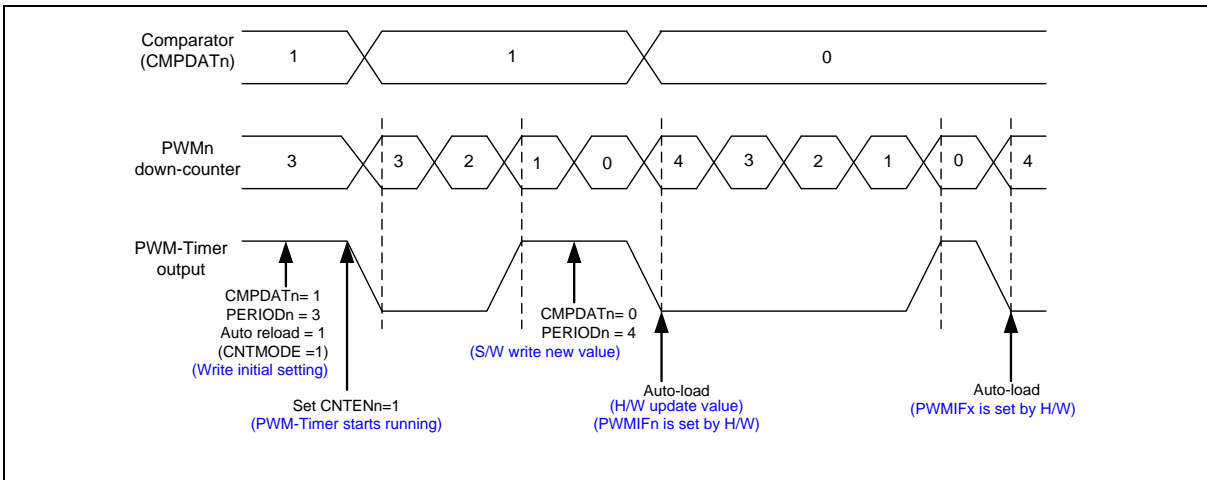 Comparator
(CMPDATn)
1
1
0
PWMn
down-counter
3
3
2
1
0
4
3
2
1
0
4
PWM-Timer
output
CMPDATn= 1
PERIODn = 3
Auto reload = 1
(CNTMODE =1)
(Write initial setting)
CMPDATn= 0
PERIODn = 4
(S/W write new value)
Set CNTENn=1
(PWM-Timer starts running)
Auto-load
(H/W update value)
(PWMIFn is set by H/W)
Auto-load
(PWMIFx is set by H/W)